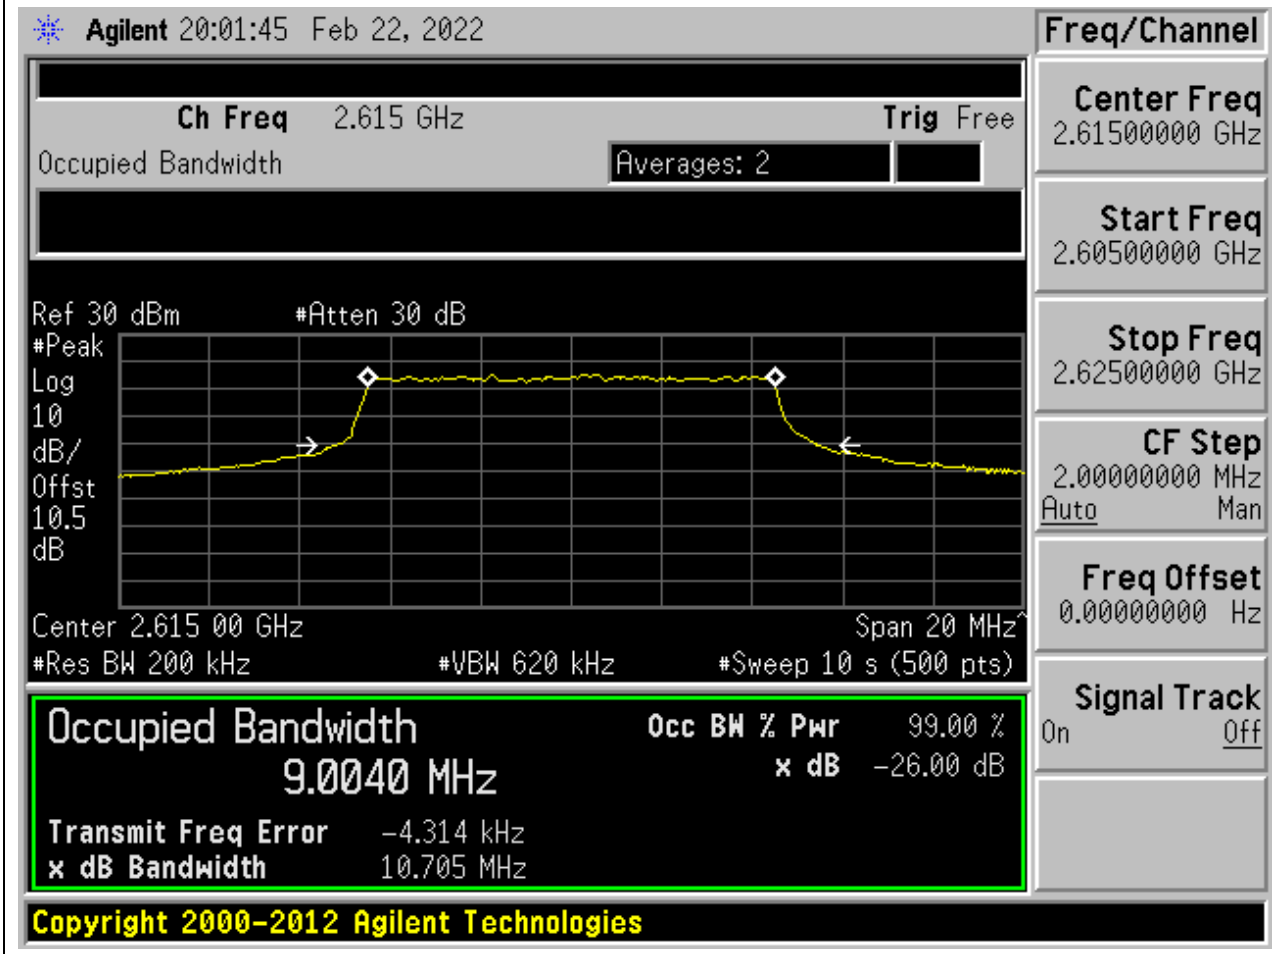 Agilent 20:01:45 Feb 22, 2022
Freq/Channel
Ch Freq 2.615 GHz
Trig Free
Occupied Bandwidth
Averages: 2
Ref 30 dBm #Atten 30 dB
#Peak
Log
10
dB/
Offst
10.5
dB
Center 2.615 00 GHz
Span 20 MHz^
#Res BW 200 kHz #VBW 620 kHz #Sweep 10 s (500 pts)
Occupied Bandwidth
9.0040 MHz
Occ BW % Pwr 99.00 %
x dB -26.00 dB
Transmit Freq Error -4.314 kHz
x dB Bandwidth 10.705 MHz
Center Freq
2.61500000 GHz
Start Freq
2.60500000 GHz
Stop Freq
2.62500000 GHz
CF Step
2.00000000 MHz
Auto Man
Freq Offset
0.00000000 Hz
Signal Track
On Off
Copyright 2000-2012 Agilent Technologies